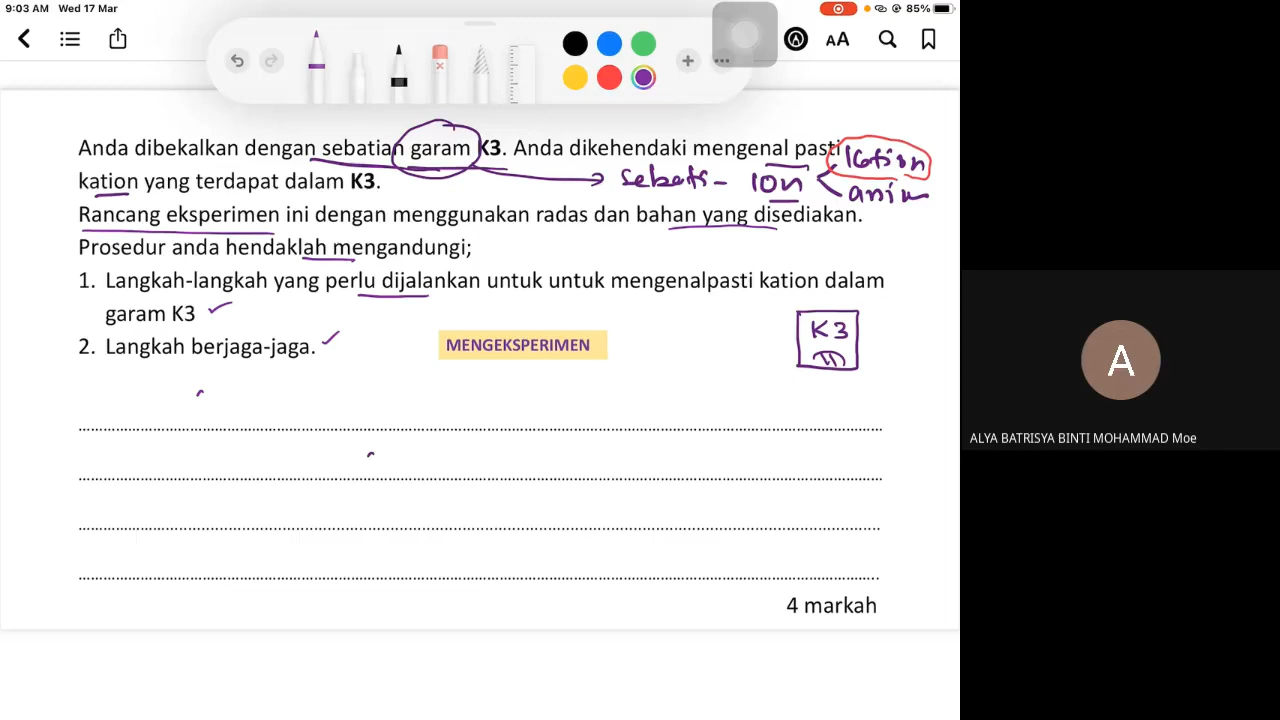 9:03 AM Wed 17 Mar
85%
AA
Anda dibekalkan dengan sebatian garam K3. Anda dikehendaki mengenal pasti
kation
kation yang terdapat dalam K3.
sebati- ion
Rancang eksperimen ini dengan menggunakan radas dan bahan yang disediakan.
Prosedur anda hendaklah mengandungi;
1. Langkah-langkah yang perlu dijalankan untuk untuk mengenalpasti kation dalam
garam K3
K3
2. Langkah berjaga-jaga.
MENGEKSPERIMEN
4 markah
A
ALYA BATRISYA BINTI MOHAMMAD Moe